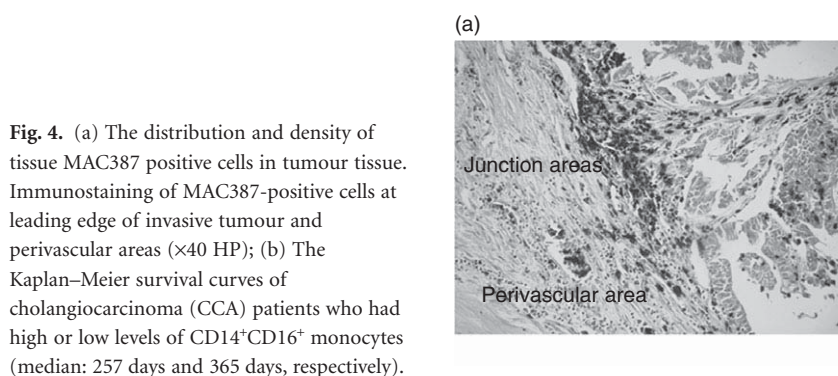 Fig. 4. (a) The distribution and density of
tissue MAC387 positive cells in tumour tissue.
Immunostaining of MAC387-positive cells at
leading edge of invasive tumour and
perivascular areas (×40 HP); (b) The
Kaplan–Meier survival curves of
cholangiocarcinoma (CCA) patients who had
high or low levels of CD14⁺CD16⁺ monocytes
(median: 257 days and 365 days, respectively).
(a)
Junction areas
Perivascular area